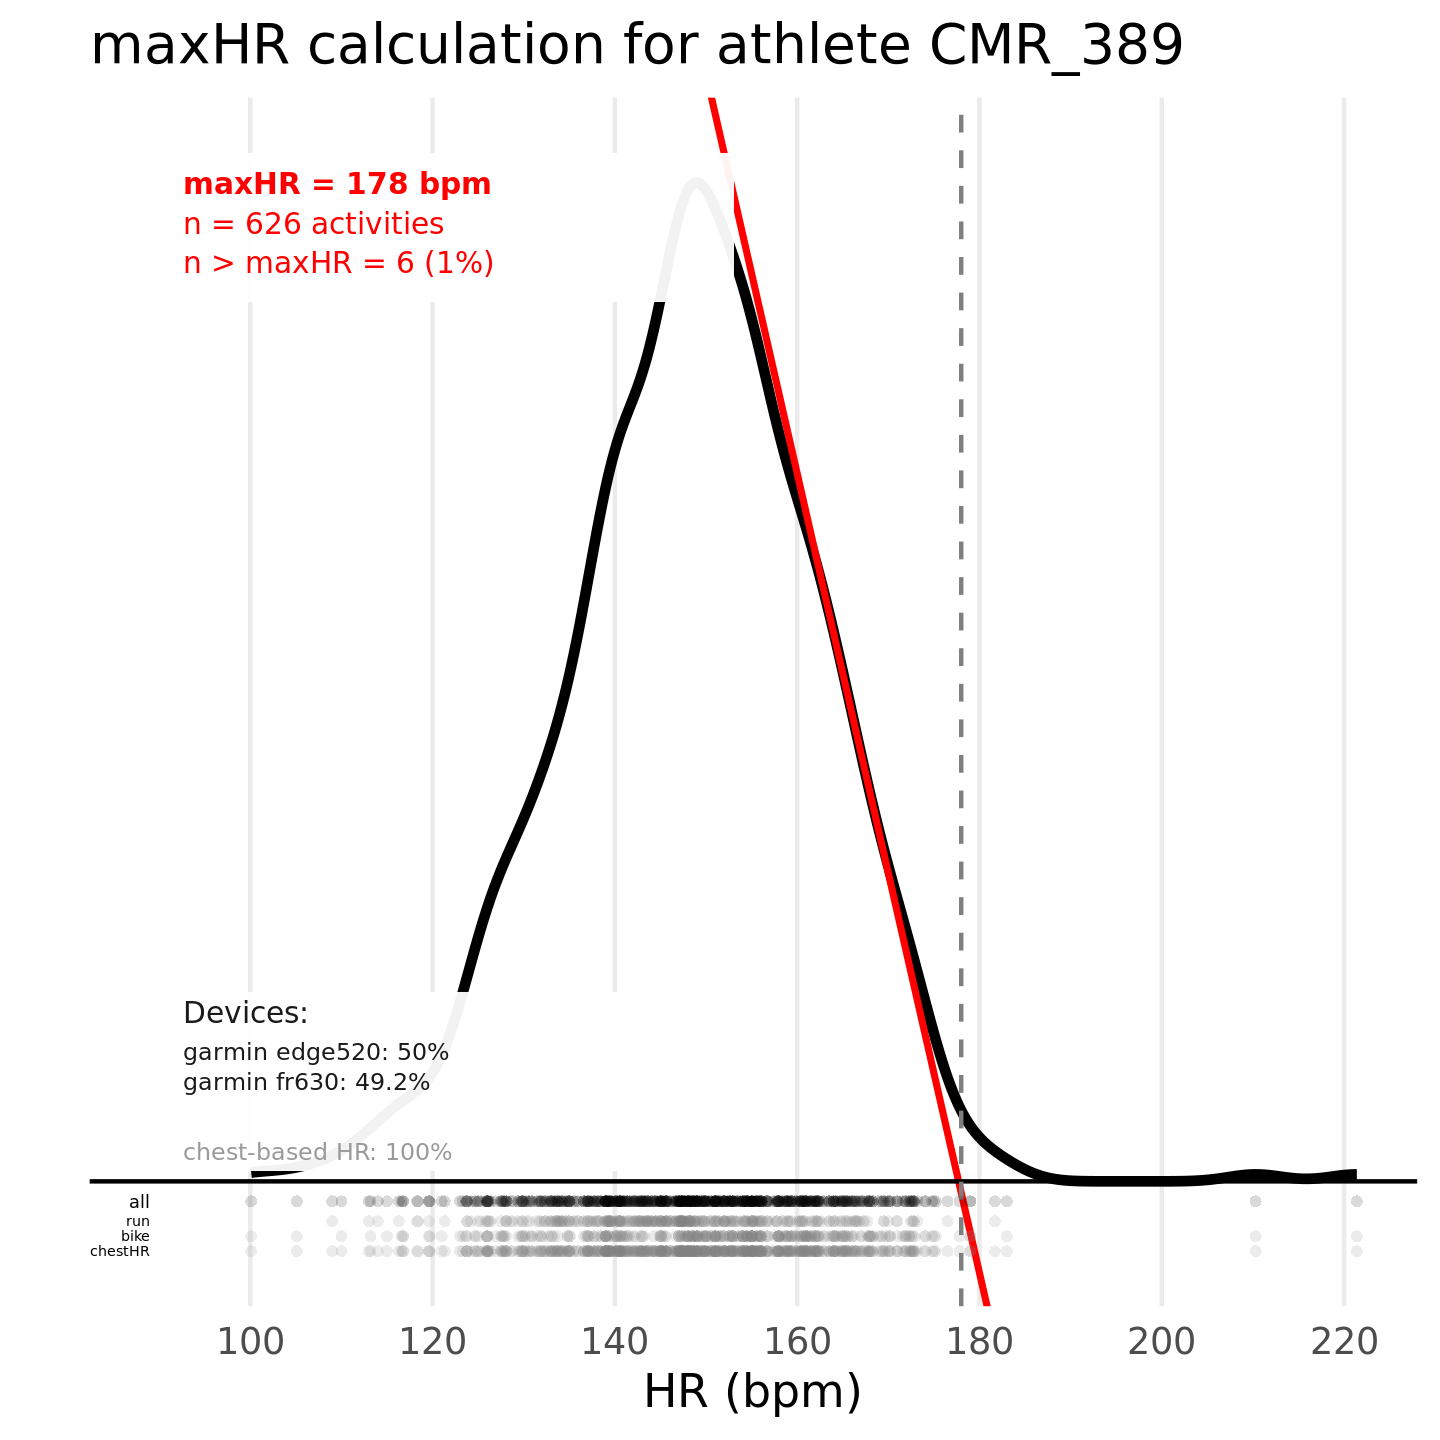 maxHR calculation for athlete CMR_389
maxHR = 178 bpm
n = 626 activities
n > maxHR = 6 (1%)
Devices:
garmin edge520: 50%
garmin fr630: 49.2%
chest-based HR: 100%
all
run
bike
chestHR
100 120 140 160 180 200 220
HR (bpm)